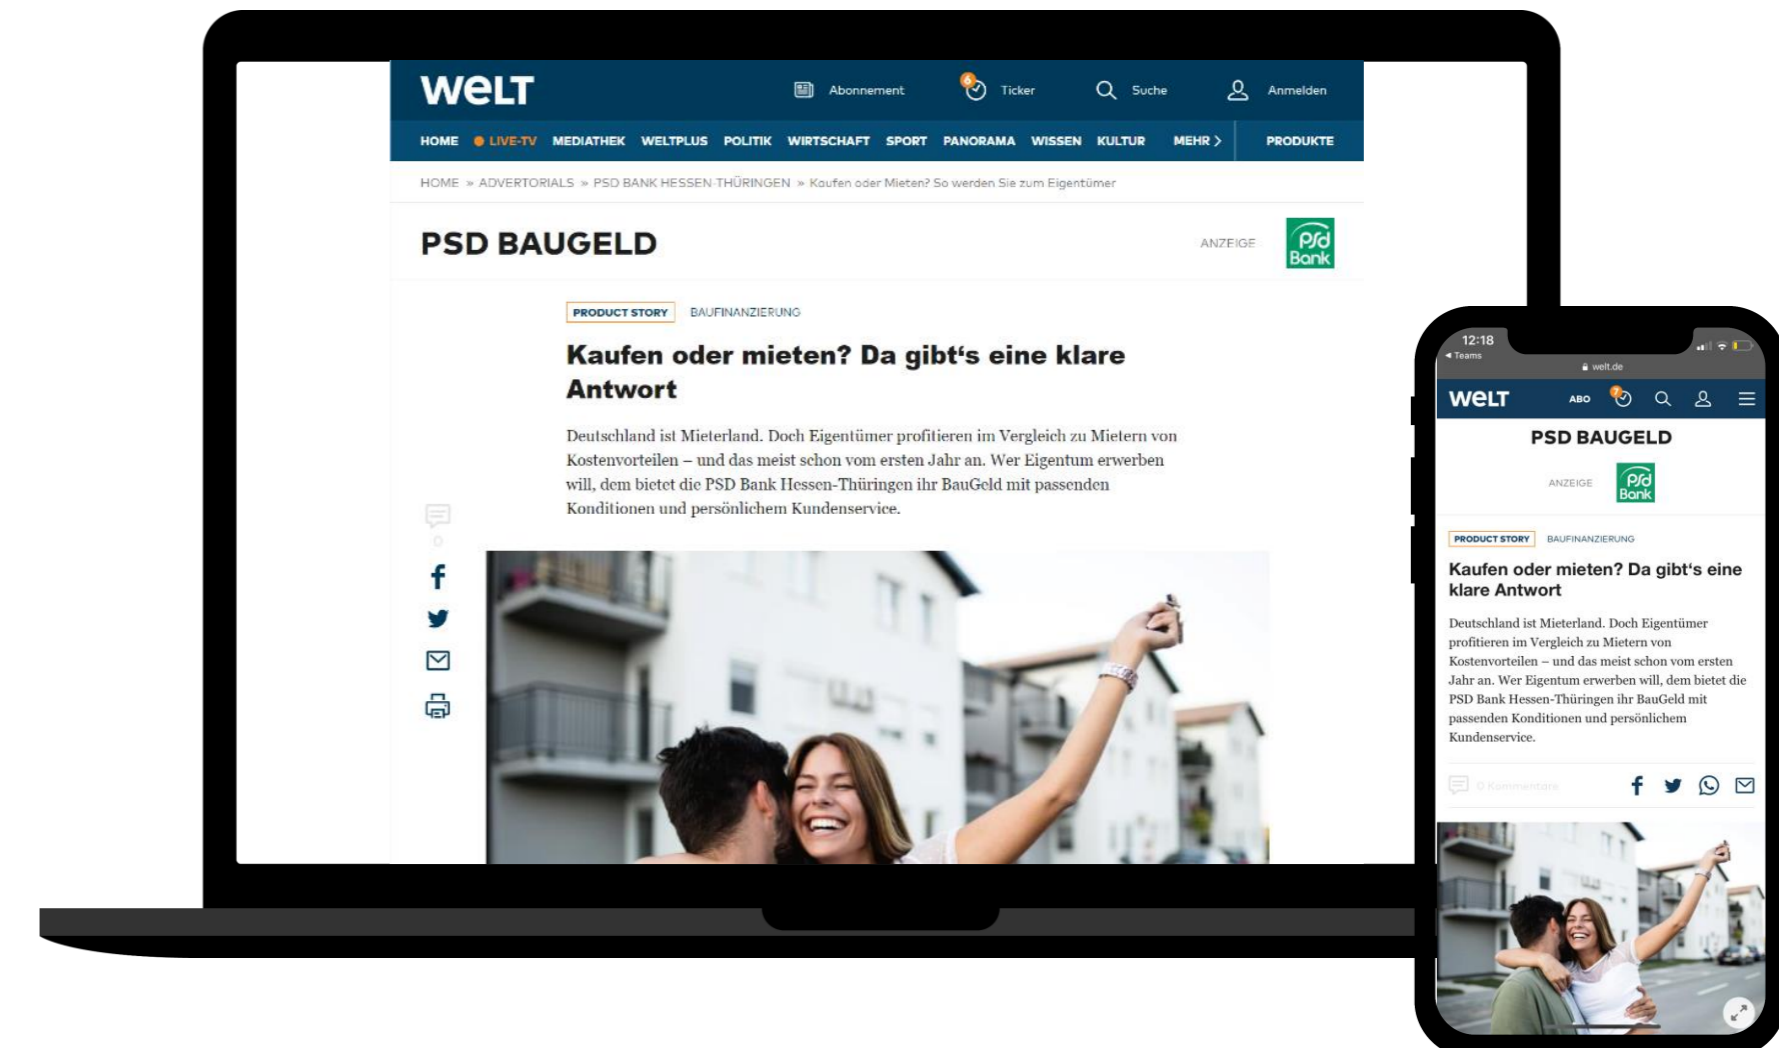 WELT
6
Abonnement Ticker Suche Anmelden
HOME LIVE-TV MEDIATHEK WELTPLUS POLITIK WIRTSCHAFT SPORT PANORAMA WISSEN KULTUR MEHR > PRODUKTE
HOME » ADVERTORIALS » PSD BANK HESSEN-THÜRINGEN » Kaufen oder Mieten? So werden Sie zum Eigentümer
PSD BAUGELD
ANZEIGE
psd
Bank
PRODUCT STORY BAUFINANZIERUNG
Kaufen oder mieten? Da gibt‘s eine klare
Antwort
Deutschland ist Mieterland. Doch Eigentümer profitieren im Vergleich zu Mietern von
Kostenvorteilen – und das meist schon vom ersten Jahr an. Wer Eigentum erwerben
will, dem bietet die PSD Bank Hessen-Thüringen ihr BauGeld mit passenden
Konditionen und persönlichem Kundenservice.
0
12:18
◄ Teams
welt.de
WELT
ABO 7
PSD BAUGELD
ANZEIGE
psd
Bank
PRODUCT STORY BAUFINANZIERUNG
Kaufen oder mieten? Da gibt‘s eine
klare Antwort
Deutschland ist Mieterland. Doch Eigentümer
profitieren im Vergleich zu Mietern von
Kostenvorteilen – und das meist schon vom ersten
Jahr an. Wer Eigentum erwerben will, dem bietet die
PSD Bank Hessen-Thüringen ihr BauGeld mit
passenden Konditionen und persönlichem
Kundenservice.
0 Kommentare